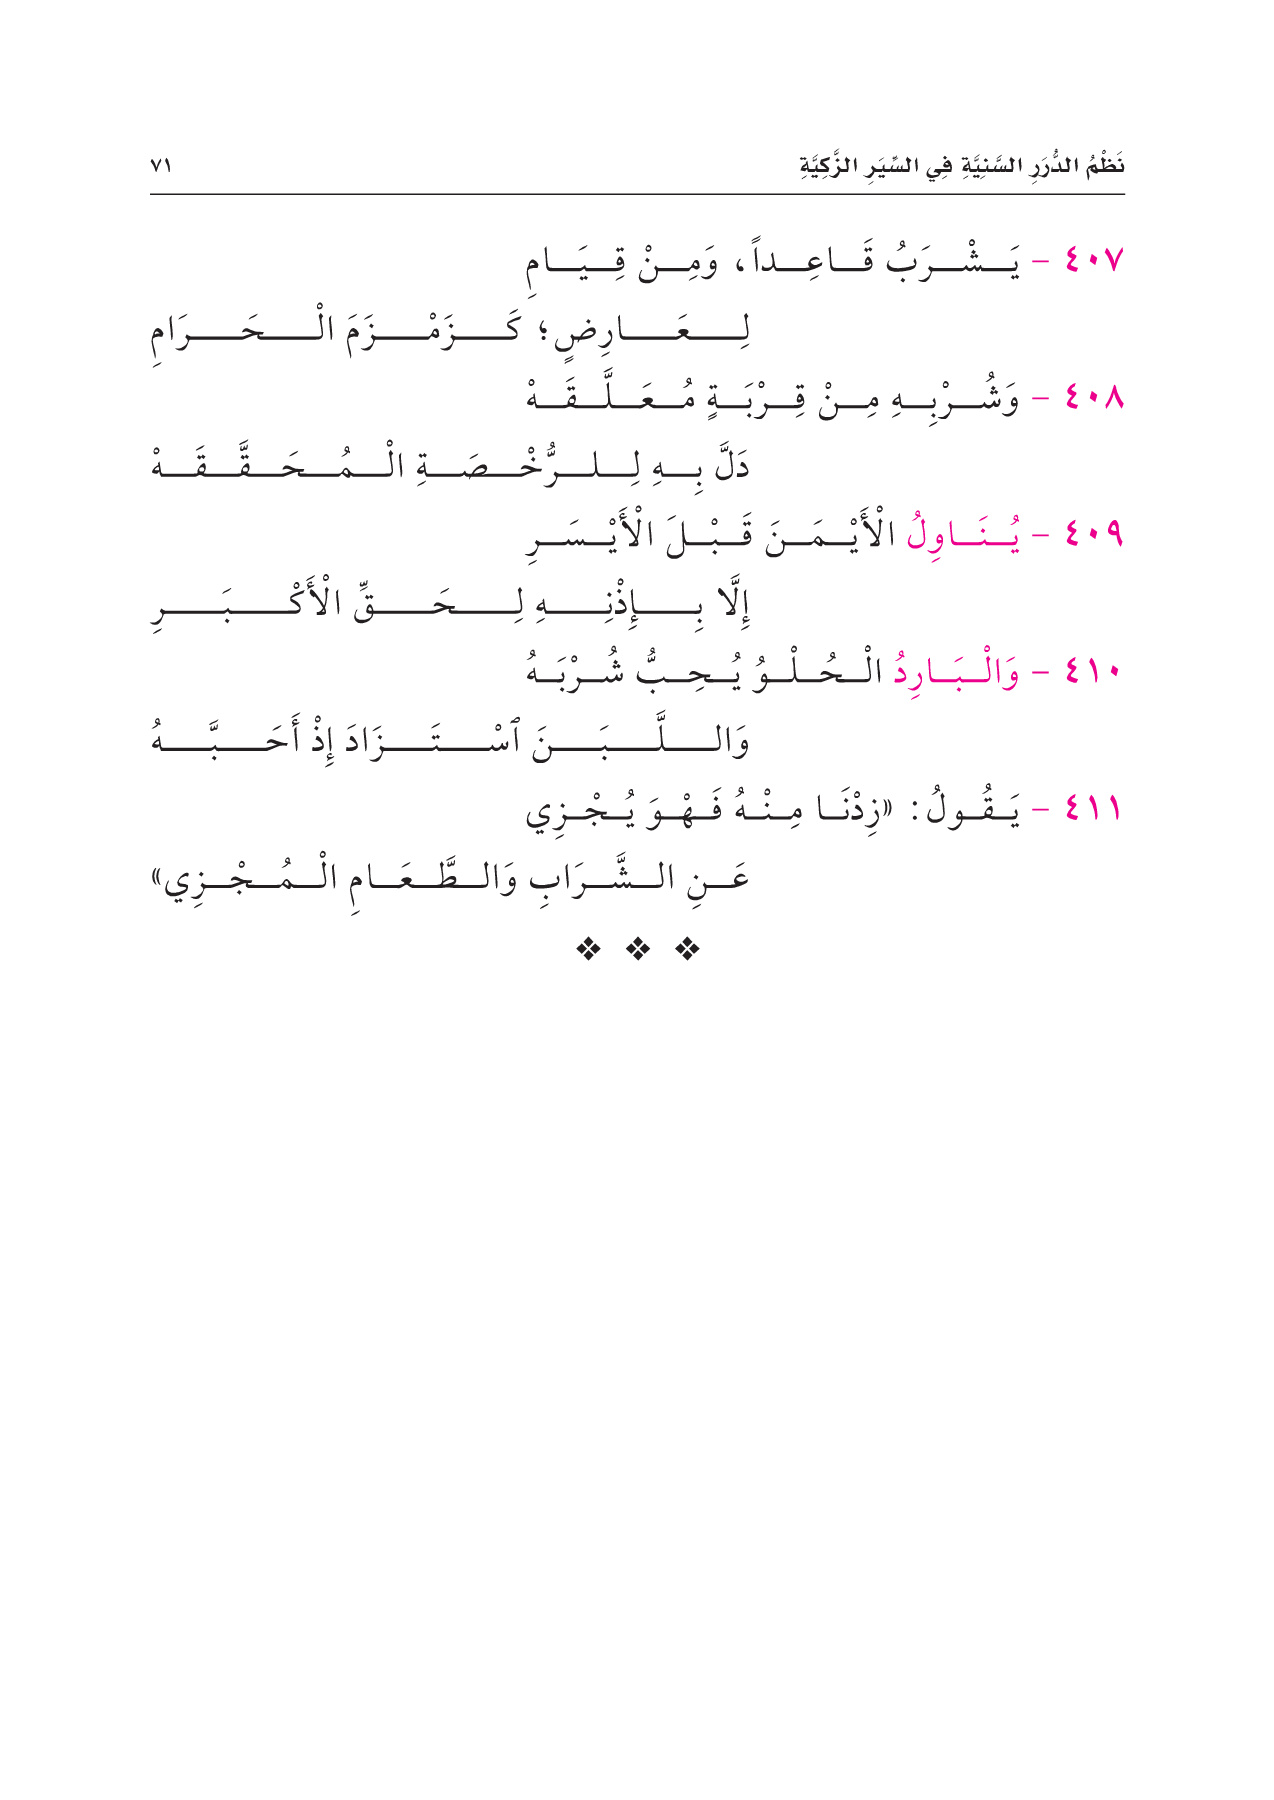 نَظْمُ الدُّرَرِ السَّنِيَّةِ فِي السِّيَرِ الزَّكِيَّةِ ٧١
٤٠٧ - يَشْرَبُ قَاعِداً، وَمِنْ قِيَامِ
لِعَارِضٍ؛ كَزَمْزَمَ الْحَرَامِ
٤٠٨ - وَشُرْبِهِ مِنْ قِرْبَةٍ مُعَلَّقَهْ
دَلَّ بِهِ لِلرُّخْصَةِ الْمُحَقَّقَهْ
٤٠٩ - يُنَاوِلُ الْأَيْمَنَ قَبْلَ الْأَيْسَرِ
إِلَّا بِإِذْنِهِ لِحَقِّ الْأَكْبَرِ
٤١٠ - وَالْبَارِدُ الْحُلْوُ يُحِبُّ شُرْبَهُ
وَاللَّبَنَ ٱسْتَزَادَ إِذْ أَحَبَّهُ
٤١١ - يَقُولُ: «زِدْنَا مِنْهُ فَهْوَ يُجْزِي
عَنِ الشَّرَابِ وَالطَّعَامِ الْمُجْزِي»